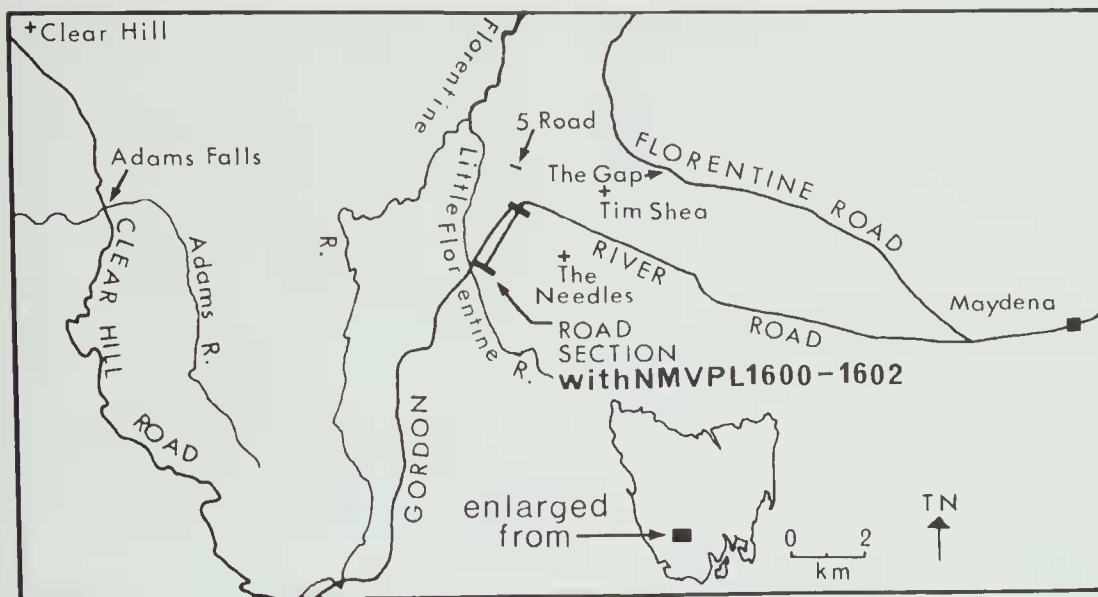 +Clear Hill
Florentine
R.
5 Road
Adams Falls
FLORENTINE ROAD
The Gap
+
Tim Shea
Little Florentine R.
CLEAR HILL ROAD
Adams R.
+
The
Needles
GORDON RIVER ROAD
Maydena
ROAD
SECTION
withNMVPL1600-1602
enlarged
from
TN
0 2
km